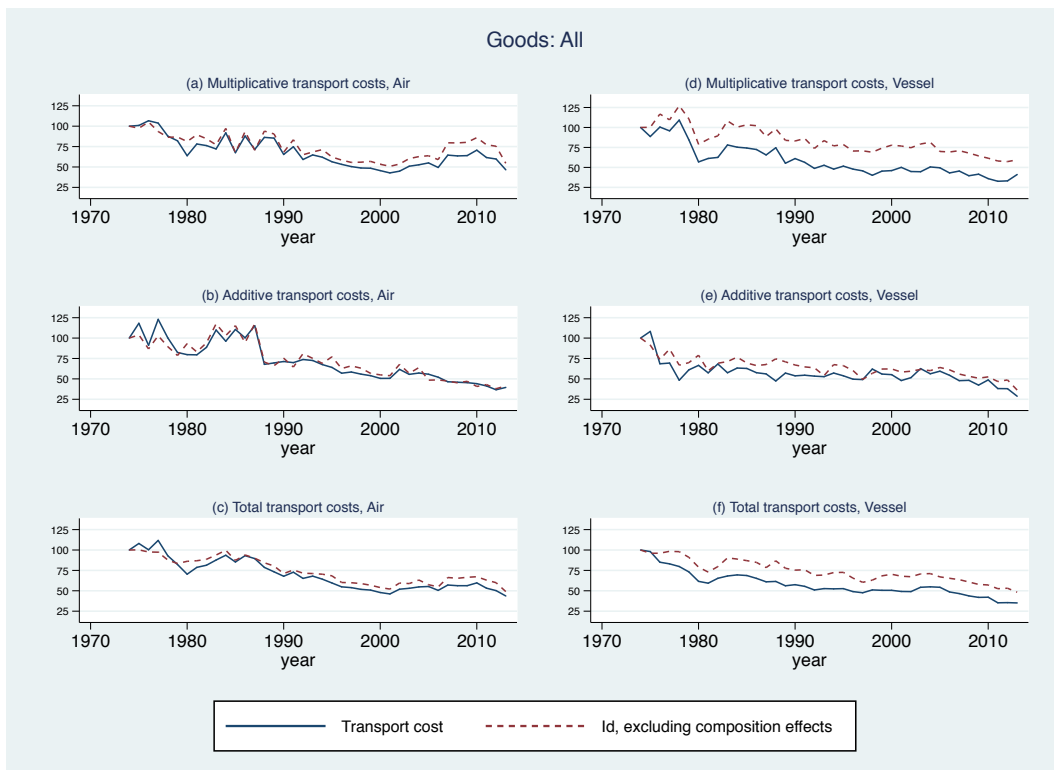 Goods: All
(a) Multiplicative transport costs, Air
125
100
75
50
25
1970 1980 1990 2000 2010
year
(d) Multiplicative transport costs, Vessel
125
100
75
50
25
1970 1980 1990 2000 2010
year
(b) Additive transport costs, Air
125
100
75
50
25
1970 1980 1990 2000 2010
year
(e) Additive transport costs, Vessel
125
100
75
50
25
1970 1980 1990 2000 2010
year
(c) Total transport costs, Air
125
100
75
50
25
1970 1980 1990 2000 2010
year
(f) Total transport costs, Vessel
125
100
75
50
25
1970 1980 1990 2000 2010
year
Transport cost Id, excluding composition effects